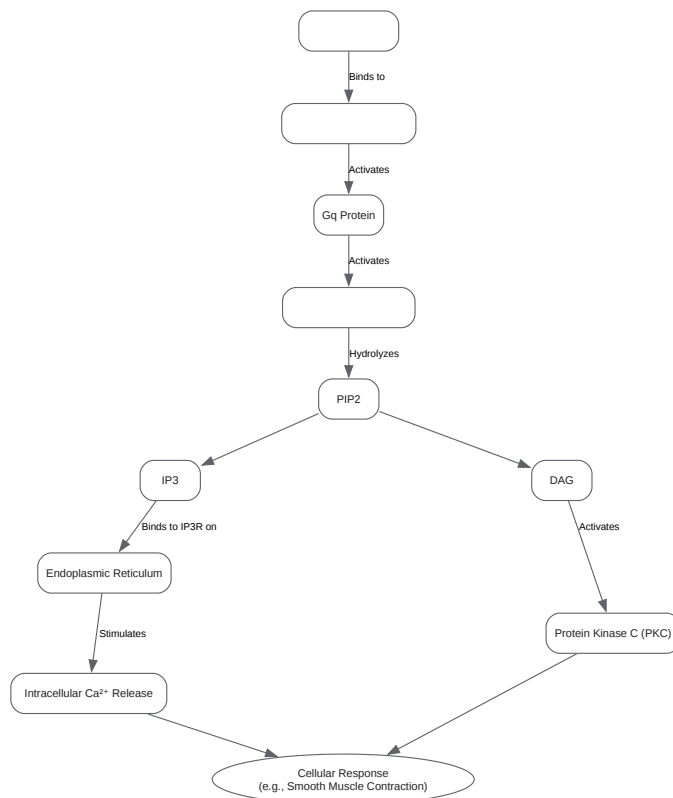 Binds to
Activates
Gq Protein
Activates
Hydrolyzes
PIP2
IP3
DAG
Binds to IP3R on
Activates
Endoplasmic Reticulum
Stimulates
Protein Kinase C (PKC)
Intracellular Ca²⁺ Release
Cellular Response
(e.g., Smooth Muscle Contraction)